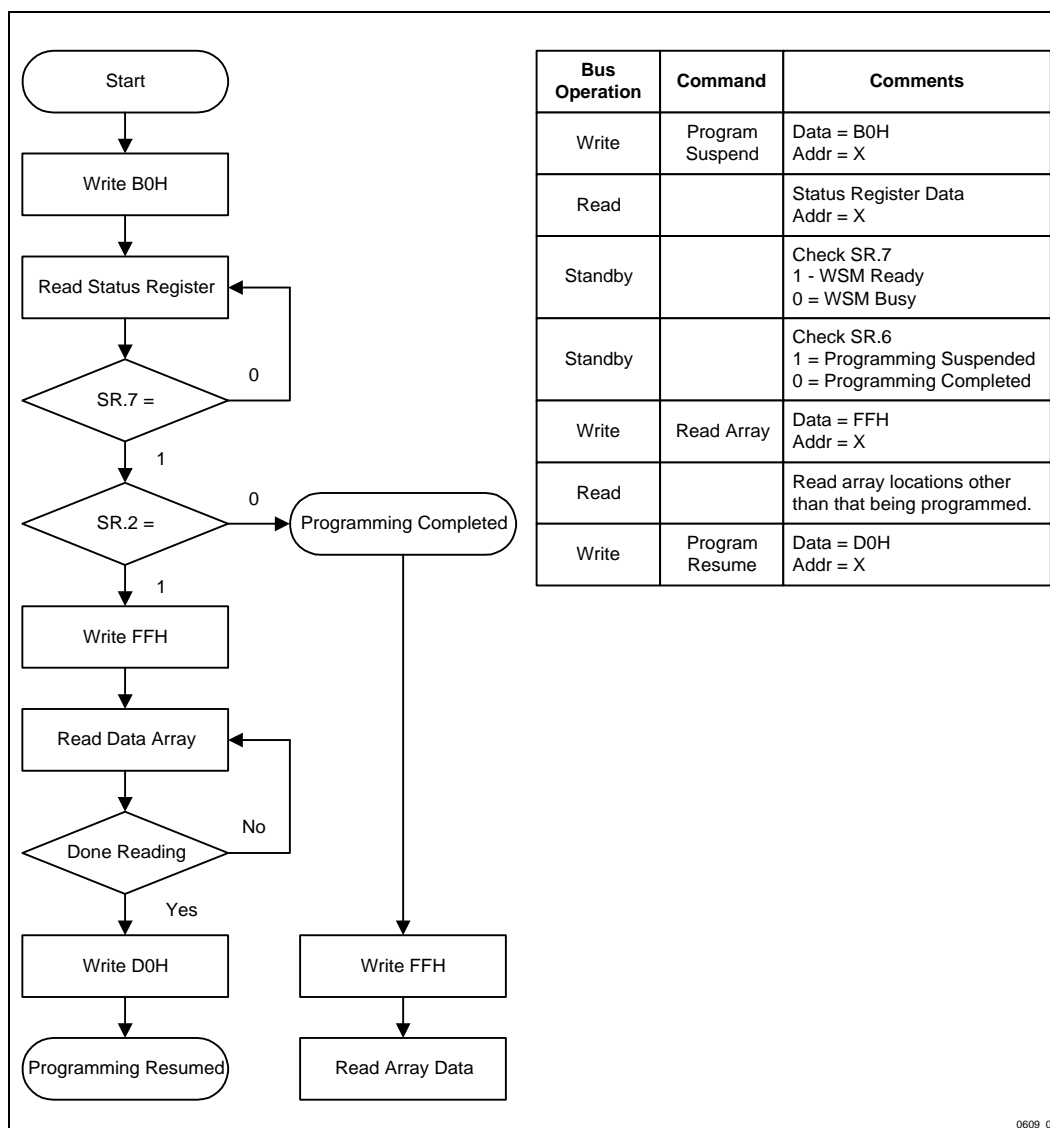 Start
Write B0H
Read Status Register
SR.7 =
0
1
SR.2 =
0
Programming Completed
1
Write FFH
Read Data Array
Done Reading
No
Yes
Write D0H
Programming Resumed
Write FFH
Read Array Data
Bus
Operation
Command
Comments
Write
Program
Suspend
Data = B0H
Addr = X
Read
Status Register Data
Addr = X
Standby
Check SR.7
1 - WSM Ready
0 = WSM Busy
Standby
Check SR.6
1 = Programming Suspended
0 = Programming Completed
Write
Read Array
Data = FFH
Addr = X
Read
Read array locations other
than that being programmed.
Write
Program
Resume
Data = D0H
Addr = X